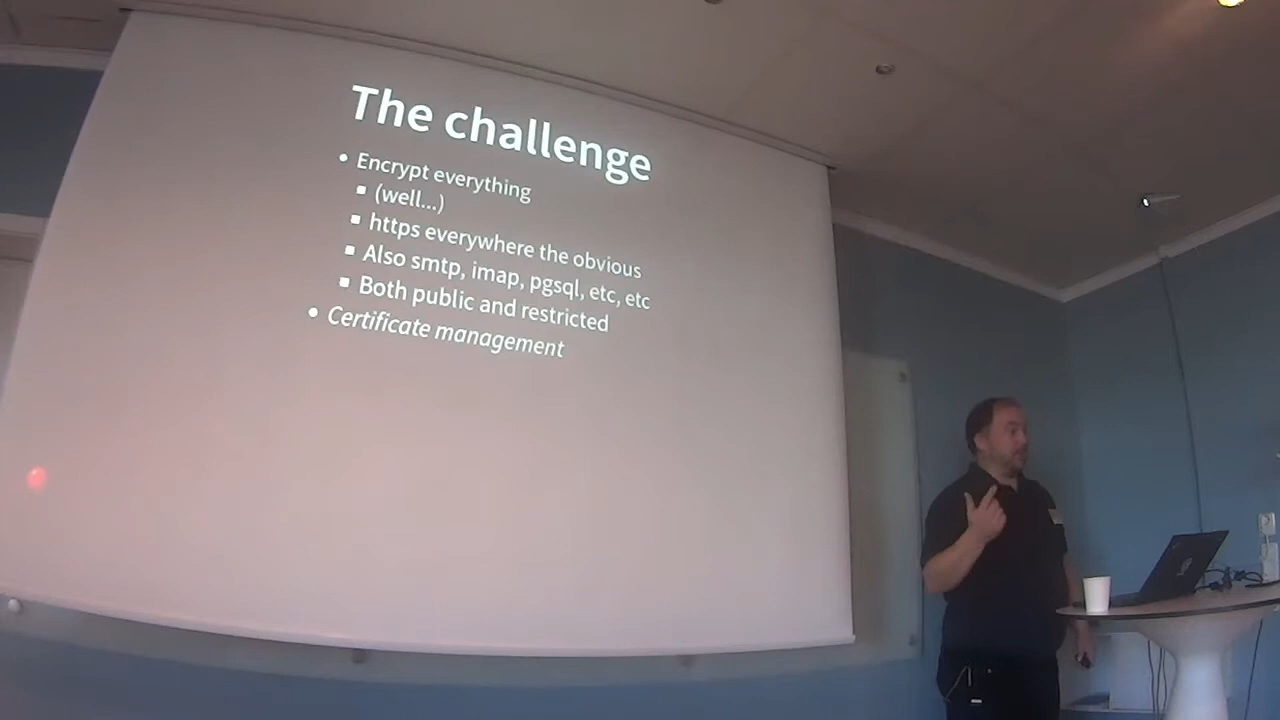 The challenge
• Encrypt everything
▪ (well...)
▪ https everywhere the obvious
▪ Also smtp, imap, pgsql, etc, etc
▪ Both public and restricted
• Certificate management